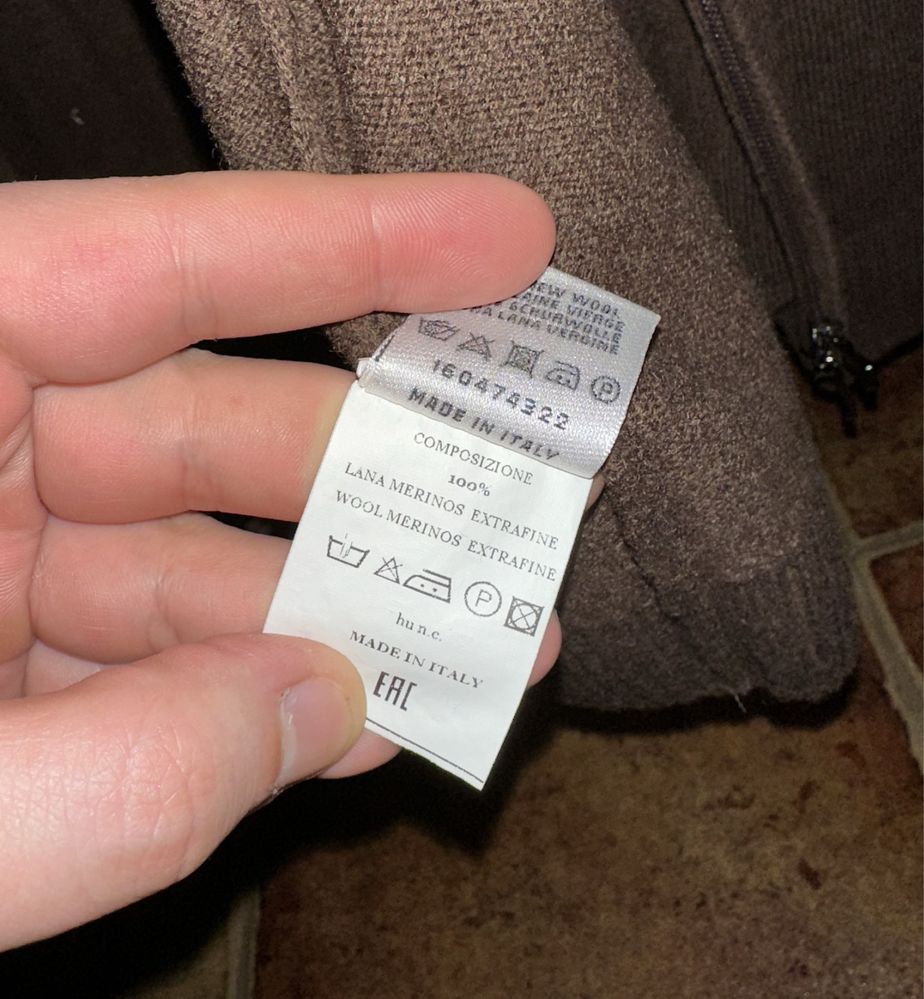 NEW WOOL
LAINE VIERGE
SCHURWOLLE
LANA VERGINE
160474322
MADE IN ITALY
COMPOSIZIONE
100%
LANA MERINOS EXTRAFINE
WOOL MERINOS EXTRAFINE
P
hu n.c.
MADE IN ITALY
EAC